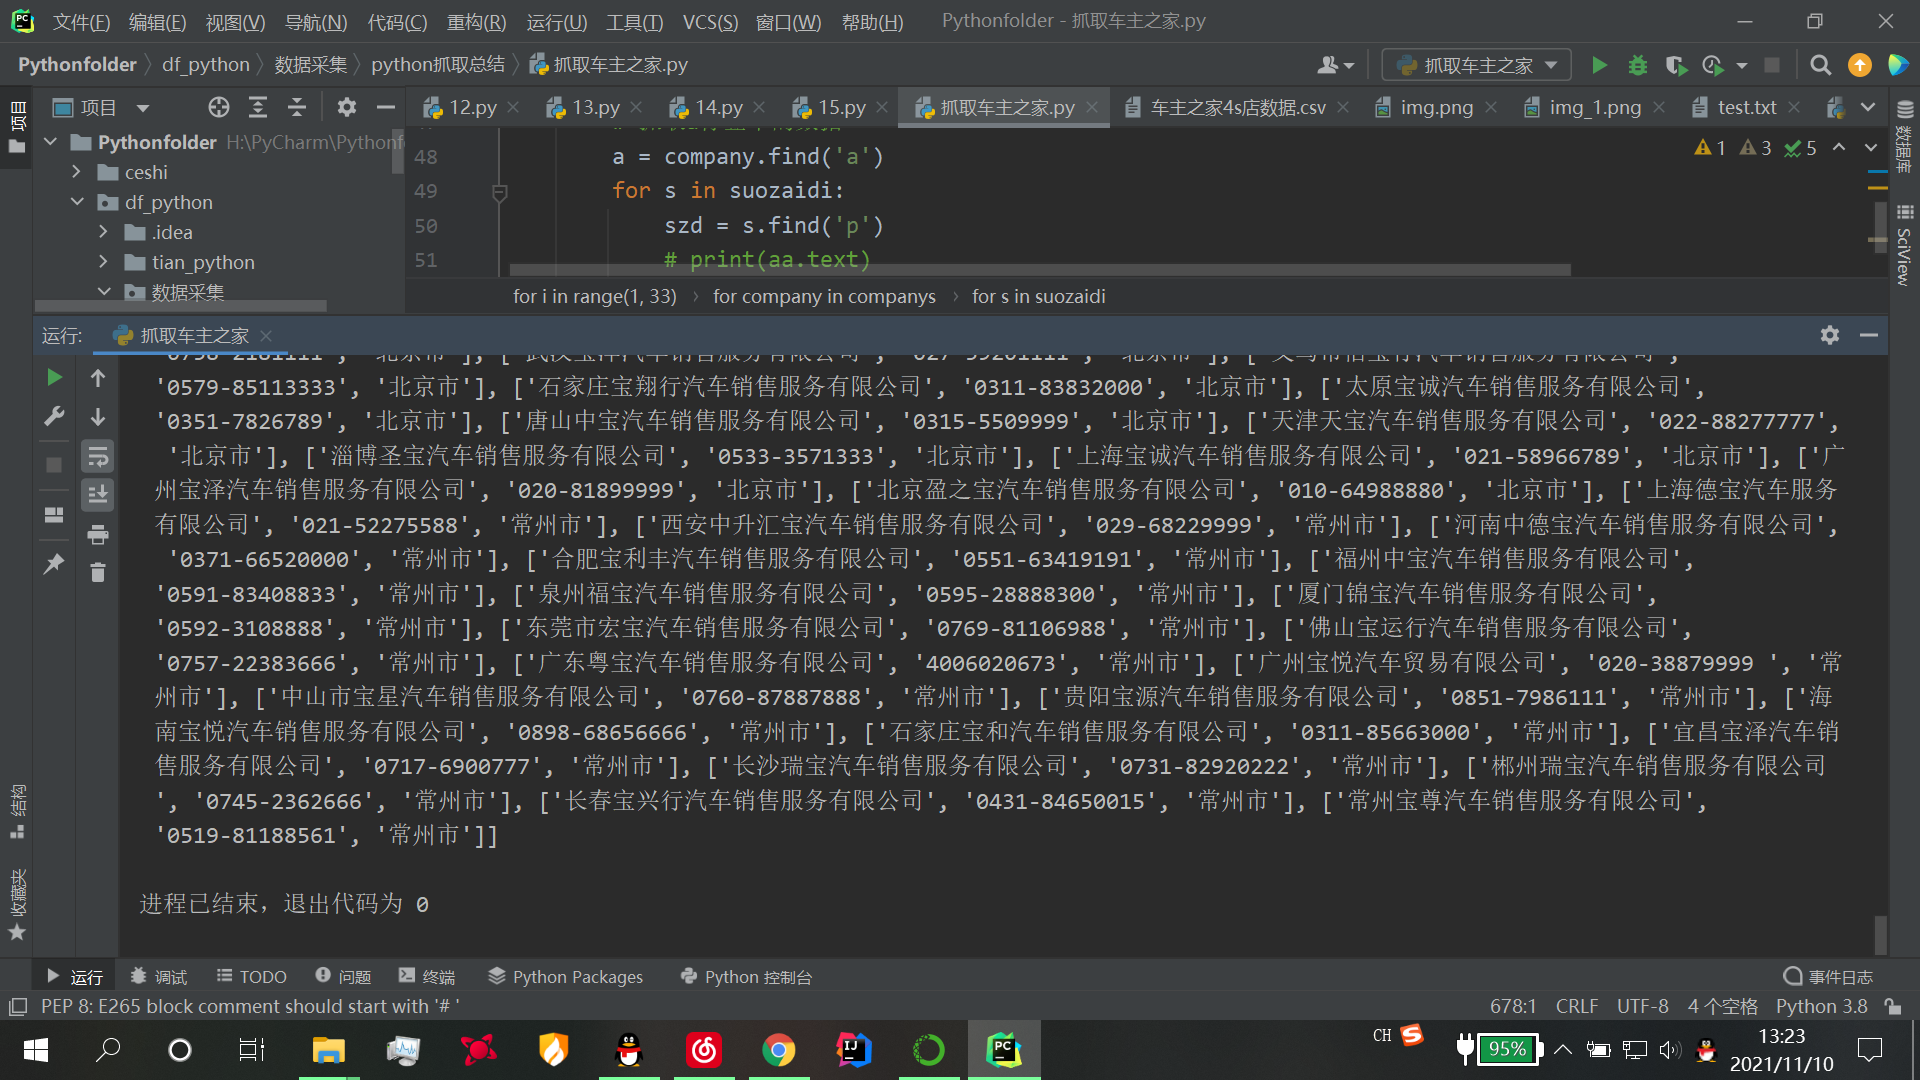 文件(F) 编辑(E) 视图(V) 导航(N) 代码(C) 重构(R) 运行(U) 工具(T) VCS(S) 窗口(W) 帮助(H) Pythonfolder - 抓取车主之家.py
Pythonfolder df_python 数据采集 python抓取总结 抓取车主之家.py 抓取车主之家
项目 12.py 13.py 14.py 15.py 抓取车主之家.py 车主之家4s店数据.csv img.png img_1.png test.txt
项目
数据库
SciView
Pythonfolder H:\PyCharm\Pythonf
ceshi
df_python
.idea
tian_python
数据采集
48 a = company.find('a')
49 for s in suozaidi:
50 szd = s.find('p')
51 # print(aa.text)
1 3 5
for i in range(1, 33) for company in companys for s in suozaidi
运行: 抓取车主之家
'0579-85113333', '北京市'], ['石家庄宝翔行汽车销售服务有限公司', '0311-83832000', '北京市'], ['太原宝诚汽车销售服务有限公司',
'0351-7826789', '北京市'], ['唐山中宝汽车销售服务有限公司', '0315-5509999', '北京市'], ['天津天宝汽车销售服务有限公司', '022-88277777',
'北京市'], ['淄博圣宝汽车销售服务有限公司', '0533-3571333', '北京市'], ['上海宝诚汽车销售服务有限公司', '021-58966789', '北京市'], ['广
州宝泽汽车销售服务有限公司', '020-81899999', '北京市'], ['北京盈之宝汽车销售服务有限公司', '010-64988880', '北京市'], ['上海德宝汽车服务
有限公司', '021-52275588', '常州市'], ['西安中升汇宝汽车销售服务有限公司', '029-68229999', '常州市'], ['河南中德宝汽车销售服务有限公司',
'0371-66520000', '常州市'], ['合肥宝利丰汽车销售服务有限公司', '0551-63419191', '常州市'], ['福州中宝汽车销售服务有限公司',
'0591-83408833', '常州市'], ['泉州福宝汽车销售服务有限公司', '0595-28888300', '常州市'], ['厦门锦宝汽车销售服务有限公司',
'0592-3108888', '常州市'], ['东莞市宏宝汽车销售服务有限公司', '0769-81106988', '常州市'], ['佛山宝运行汽车销售服务有限公司',
'0757-22383666', '常州市'], ['广东粤宝汽车销售服务有限公司', '4006020673', '常州市'], ['广州宝悦汽车贸易有限公司', '020-38879999 ', '常
州市'], ['中山市宝星汽车销售服务有限公司', '0760-87887888', '常州市'], ['贵阳宝源汽车销售服务有限公司', '0851-7986111', '常州市'], ['海
南宝悦汽车销售服务有限公司', '0898-68656666', '常州市'], ['石家庄宝和汽车销售服务有限公司', '0311-85663000', '常州市'], ['宜昌宝泽汽车销
售服务有限公司', '0717-6900777', '常州市'], ['长沙瑞宝汽车销售服务有限公司', '0731-82920222', '常州市'], ['郴州瑞宝汽车销售服务有限公司
', '0745-2362666', '常州市'], ['长春宝兴行汽车销售服务有限公司', '0431-84650015', '常州市'], ['常州宝尊汽车销售服务有限公司',
'0519-81188561', '常州市']]
进程已结束，退出代码为 0
结构
收藏夹
运行 调试 TODO 问题 终端 Python Packages Python 控制台 事件日志
PEP 8: E265 block comment should start with '# ' 678:1 CRLF UTF-8 4 个空格 Python 3.8
CH 95% 13:23
2021/11/10